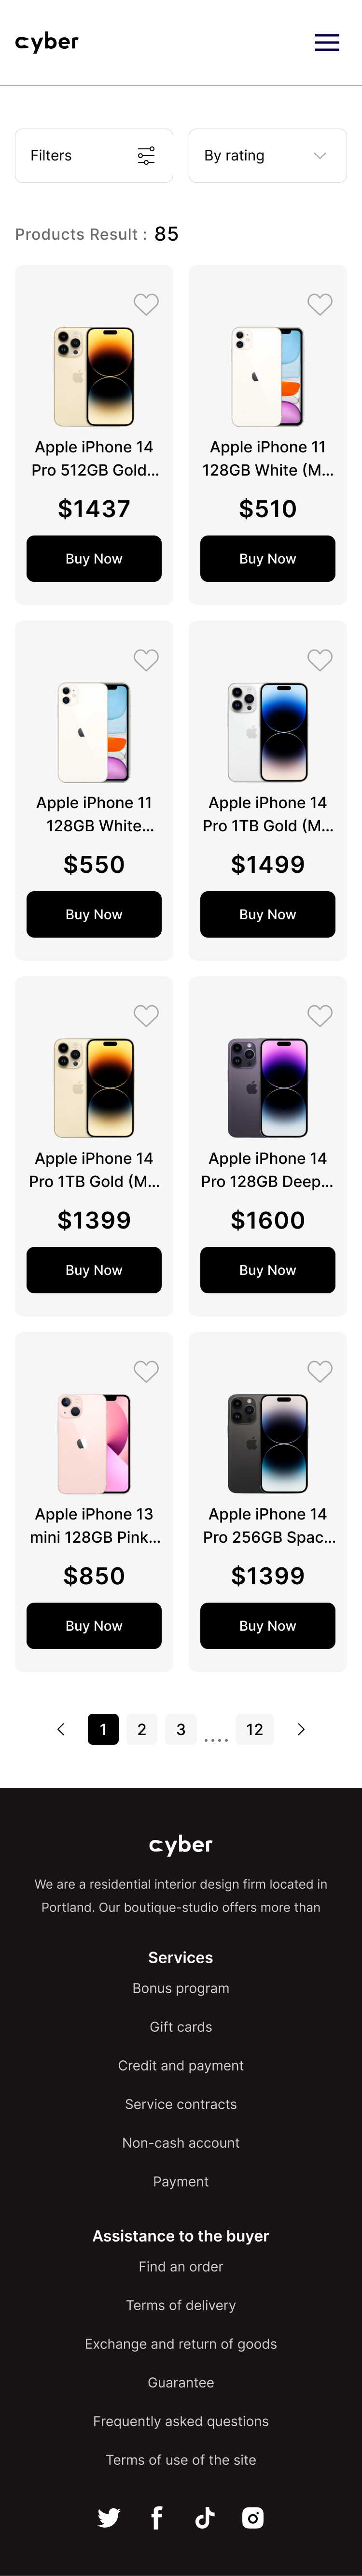 cyber
Filters
By rating
Products Result : 85
Apple iPhone 14
Pro 512GB Gold...
$1437
Buy Now
Apple iPhone 11
128GB White (M...
$510
Buy Now
Apple iPhone 11
128GB White...
$550
Buy Now
Apple iPhone 14
Pro 1TB Gold (M...
$1499
Buy Now
Apple iPhone 14
Pro 1TB Gold (M...
$1399
Buy Now
Apple iPhone 14
Pro 128GB Deep...
$1600
Buy Now
Apple iPhone 13
mini 128GB Pink...
$850
Buy Now
Apple iPhone 14
Pro 256GB Spac...
$1399
Buy Now
1 2 3 .... 12
cyber
We are a residential interior design firm located in
Portland. Our boutique-studio offers more than
Services
Bonus program
Gift cards
Credit and payment
Service contracts
Non-cash account
Payment
Assistance to the buyer
Find an order
Terms of delivery
Exchange and return of goods
Guarantee
Frequently asked questions
Terms of use of the site